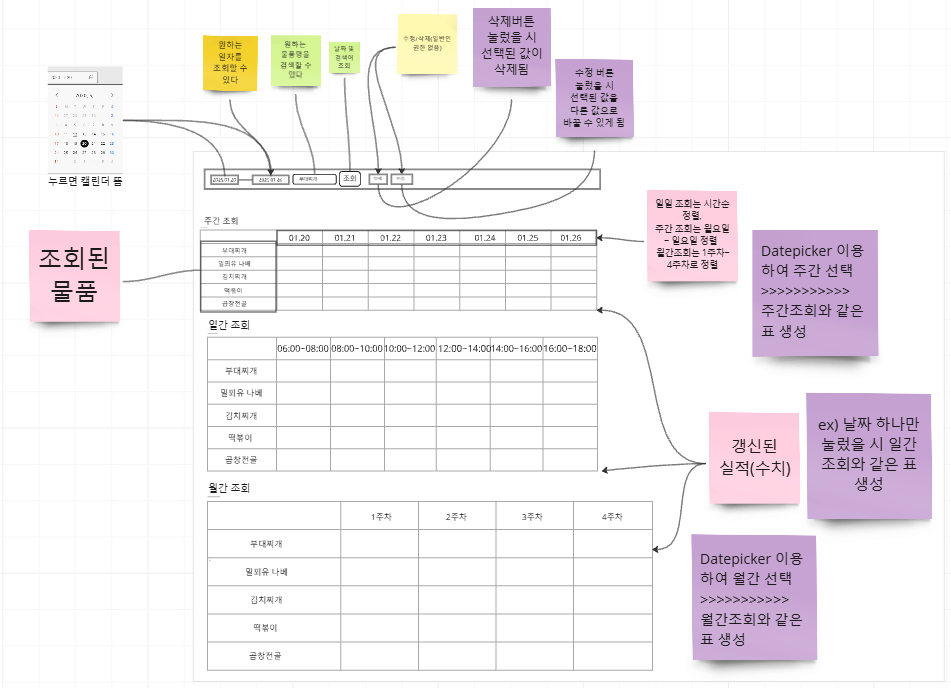 원하는
일자를
조회할 수
있다
원하는
물품명을
검색할 수
있다
날짜 및
검색어
조회
수정/삭제(일반인
권한 없음)
삭제버튼
눌렀을 시
선택된 값이
삭제됨
수정 버튼
눌렀을 시
선택된 값을
다른 값으로
바꿀 수 있게 됨
누르면 캘린더 뜸
부대찌개
조회
조회된
물품
주간 조회
01.20 01.21 01.22 01.23 01.24 01.25 01.26
부대찌개
밀푀유 나베
김치찌개
떡볶이
곱창전골
일일 조회는 시간순
정렬,
주간 조회는 월요일
~ 일요일 정렬
월간조회는 1주차~
4주차로 정렬
Datepicker 이용
하여 주간 선택
>>>>>>>>>>>
주간조회와 같은
표 생성
일간 조회
06:00~08:00 08:00~10:00 10:00~12:00 12:00~14:00 14:00~16:00 16:00~18:00
부대찌개
밀푀유 나베
김치찌개
떡볶이
곱창전골
갱신된
실적(수치)
ex) 날짜 하나만
눌렀을 시 일간
조회와 같은 표
생성
월간 조회
1주차 2주차 3주차 4주차
부대찌개
밀푀유 나베
김치찌개
떡볶이
곱창전골
Datepicker 이용
하여 월간 선택
>>>>>>>>>>>
월간조회와 같은
표 생성